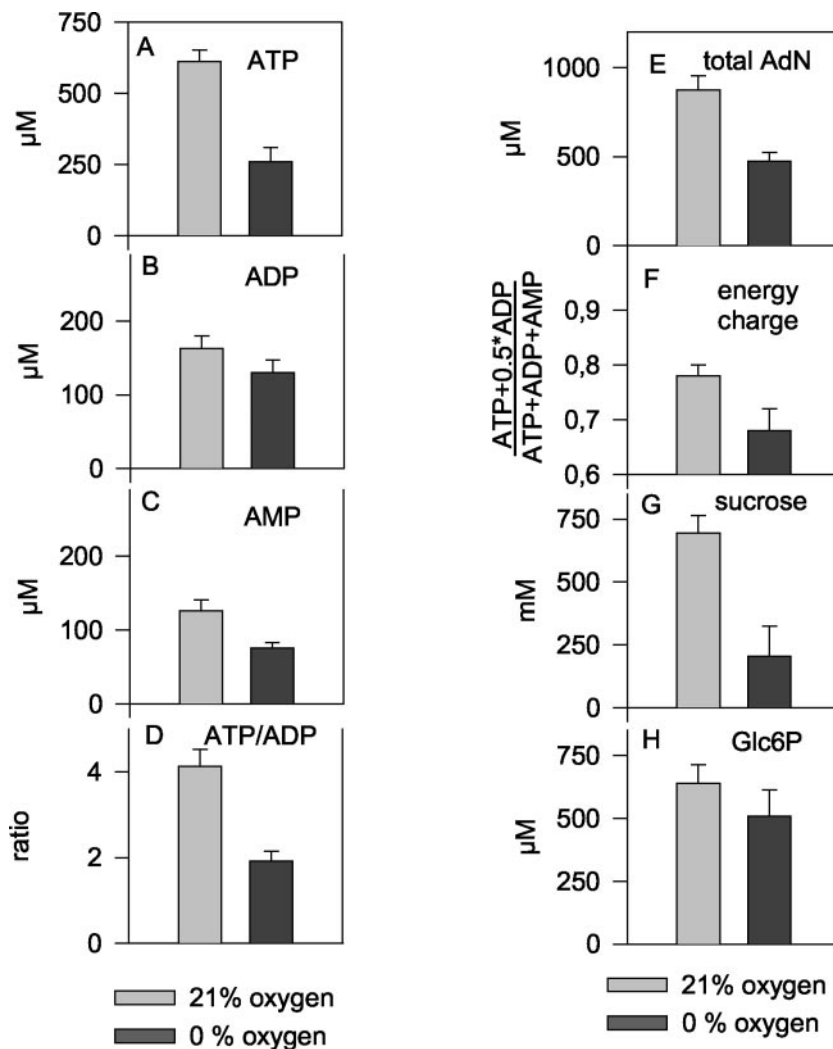 A
ATP
750
500
250
0
µM
B
ADP
200
100
0
µM
C
AMP
200
100
0
µM
D
ATP/ADP
4
2
0
ratio
21% oxygen
0 % oxygen
E
total AdN
1000
500
0
µM
F
energy
charge
0,9
0,8
0,7
0,6
ATP+0.5*ADP
ATP+ADP+AMP
G
sucrose
750
500
250
0
mM
H
Glc6P
750
500
250
0
µM
21% oxygen
0 % oxygen